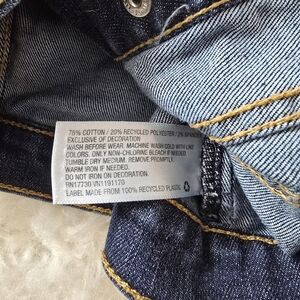 78% COTTON / 20% RECYCLED POLYESTER / 2% SPANDEX
EXCLUSIVE OF DECORATION
WASH BEFORE WEAR. MACHINE WASH COLD WITH LIKE
COLORS. ONLY NON-CHLORINE BLEACH IF NEEDED.
TUMBLE DRY MEDIUM. REMOVE PROMPTLY.
WARM IRON IF NEEDED.
DO NOT IRON ON DECORATION.
RN17730 VN1191170
LABEL MADE FROM 100% RECYCLED PLASTIC